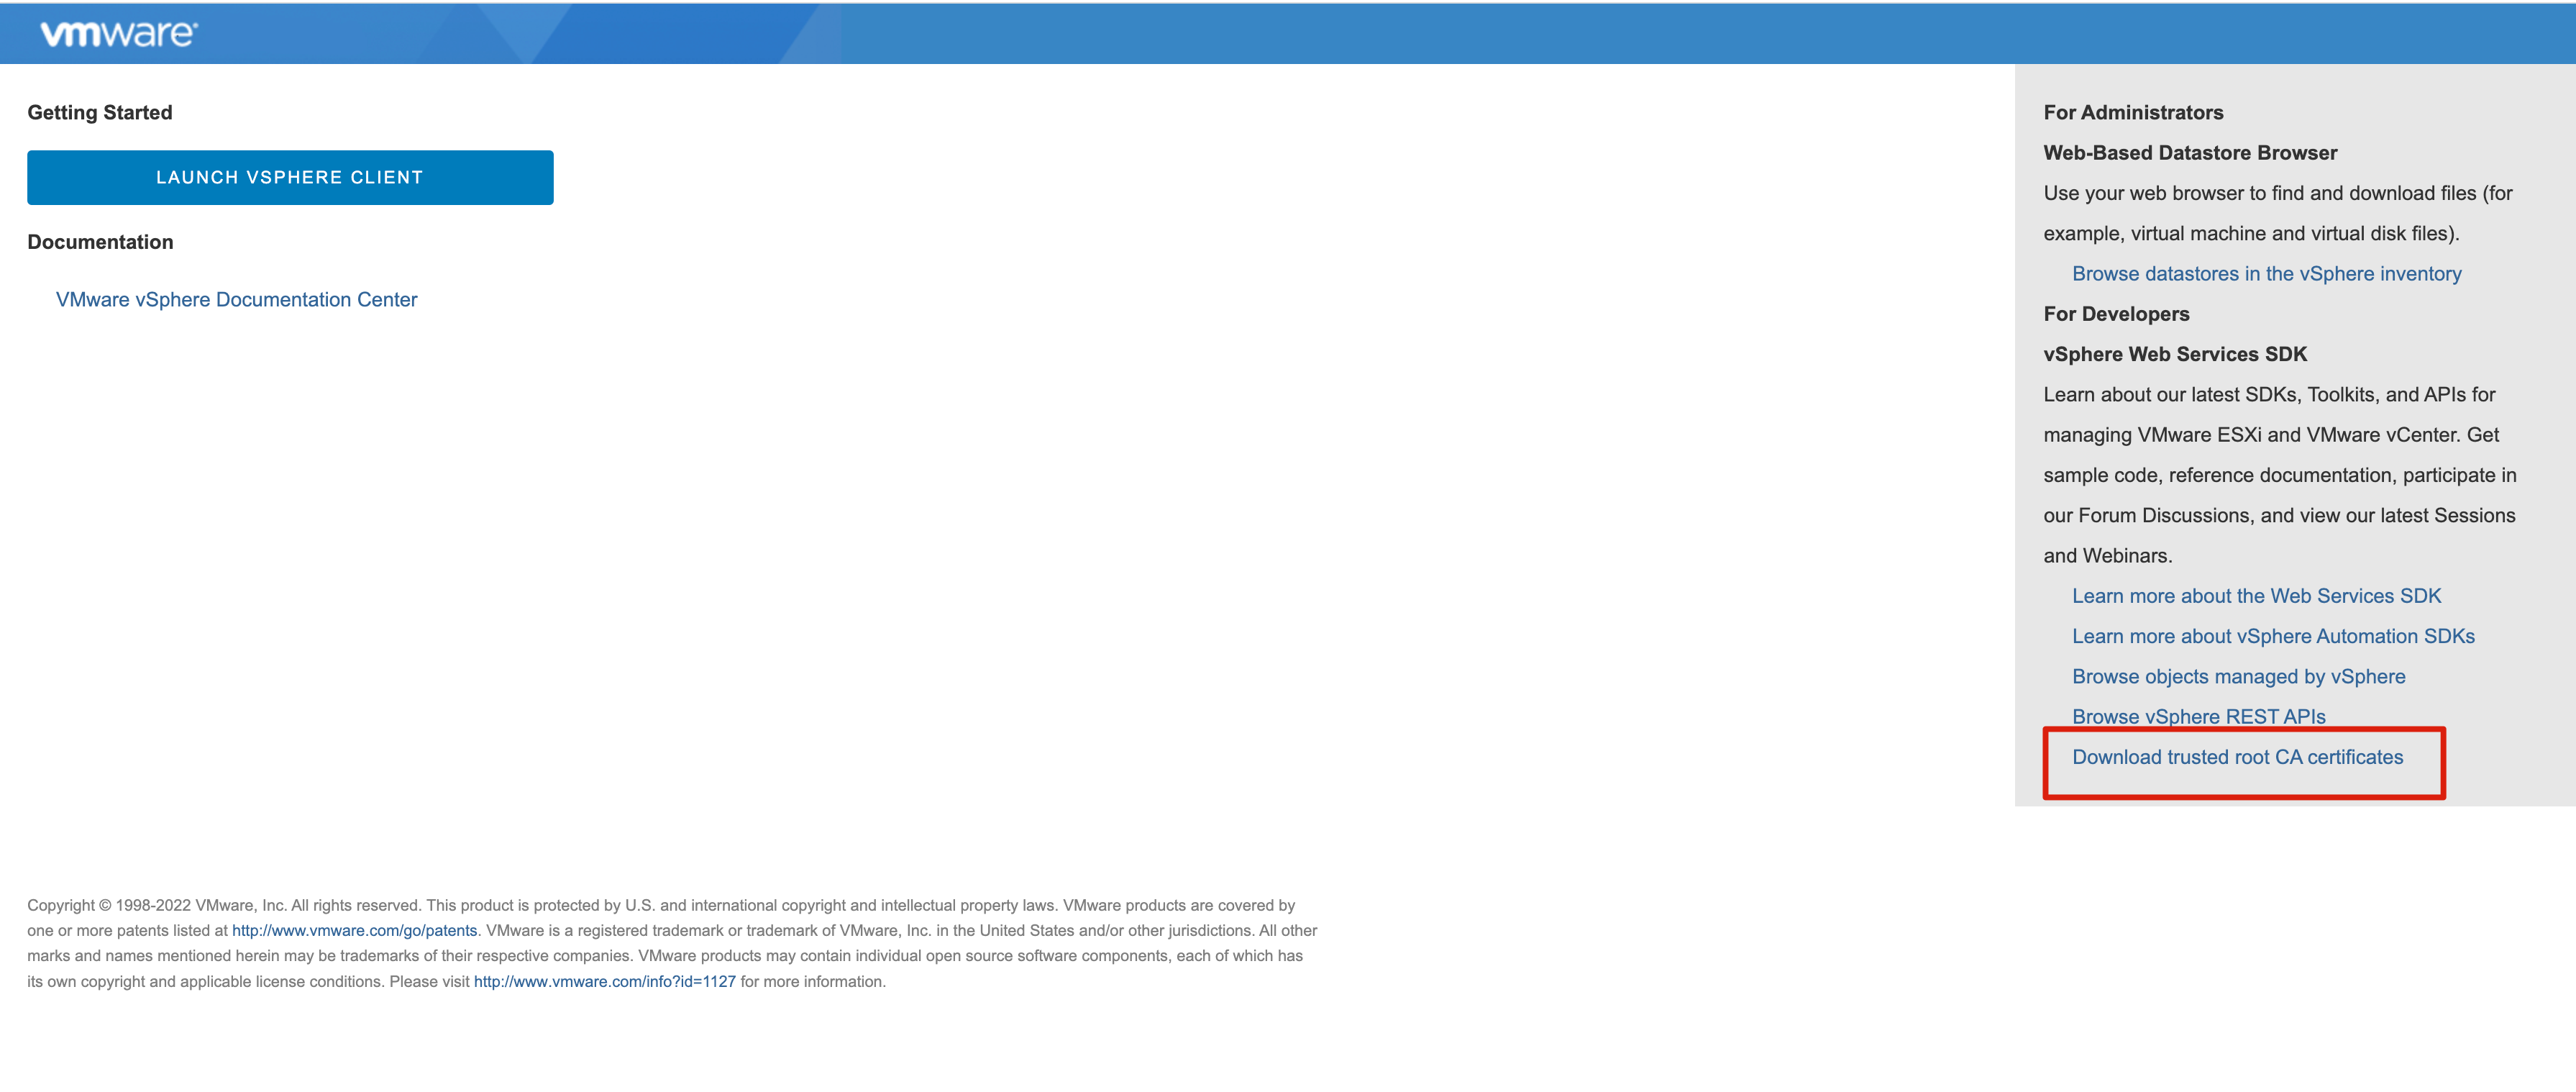 vmware®
Getting Started
LAUNCH VSPHERE CLIENT
Documentation
VMware vSphere Documentation Center
For Administrators
Web-Based Datastore Browser
Use your web browser to find and download files (for
example, virtual machine and virtual disk files).
Browse datastores in the vSphere inventory
For Developers
vSphere Web Services SDK
Learn about our latest SDKs, Toolkits, and APIs for
managing VMware ESXi and VMware vCenter. Get
sample code, reference documentation, participate in
our Forum Discussions, and view our latest Sessions
and Webinars.
Learn more about the Web Services SDK
Learn more about vSphere Automation SDKs
Browse objects managed by vSphere
Browse vSphere REST APIs
Download trusted root CA certificates
Copyright © 1998-2022 VMware, Inc. All rights reserved. This product is protected by U.S. and international copyright and intellectual property laws. VMware products are covered by
one or more patents listed at http://www.vmware.com/go/patents. VMware is a registered trademark or trademark of VMware, Inc. in the United States and/or other jurisdictions. All other
marks and names mentioned herein may be trademarks of their respective companies. VMware products may contain individual open source software components, each of which has
its own copyright and applicable license conditions. Please visit http://www.vmware.com/info?id=1127 for more information.